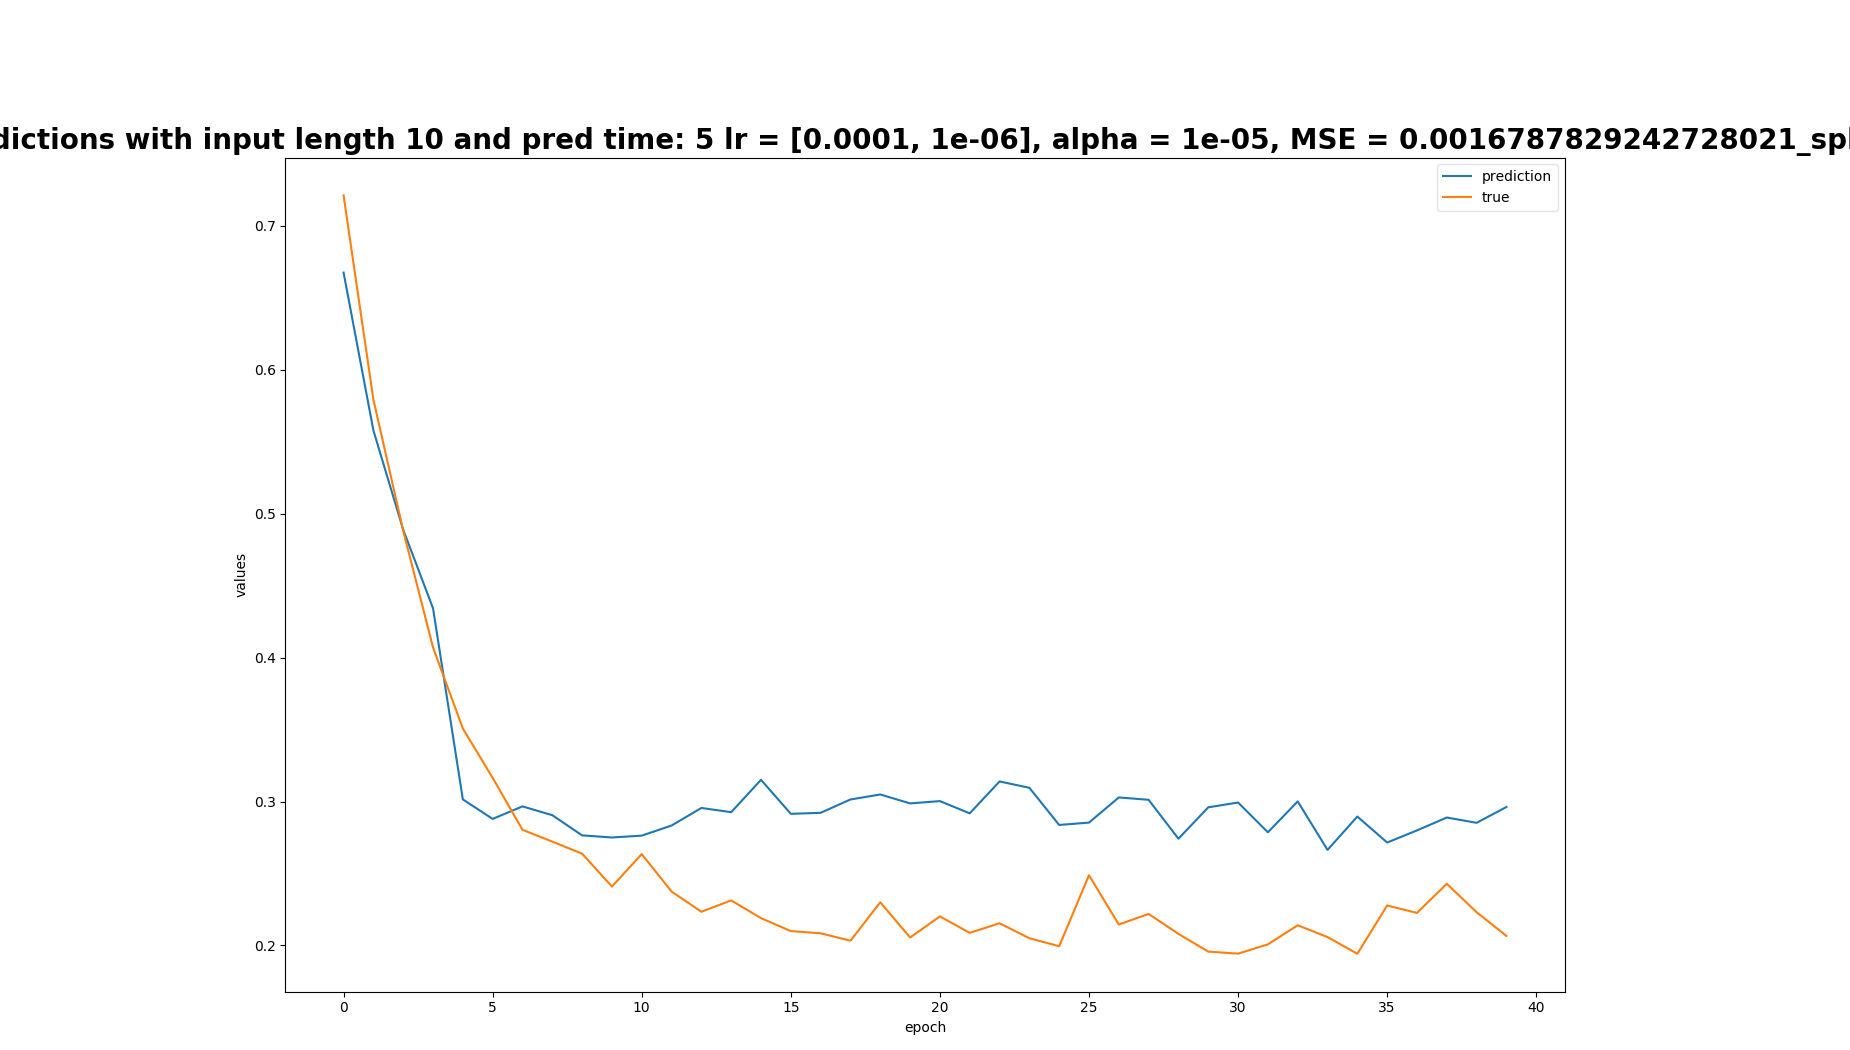 dictions with input length 10 and pred time: 5 lr = [0.0001, 1e-06], alpha = 1e-05, MSE = 0.0016787829242728021_spl
prediction
true
0.7
0.6
0.5
0.4
0.3
0.2
values
0 5 10 15 20 25 30 35 40
epoch